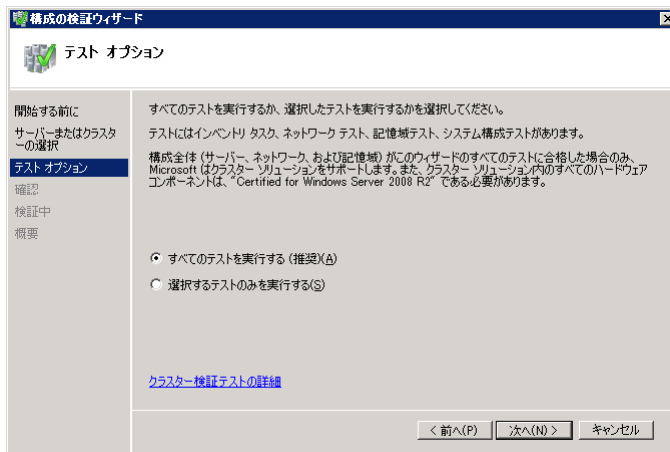 構成の検証ウィザード
テスト オプション
開始する前に
サーバーまたはクラスタ
ーの選択
テスト オプション
確認
検証中
概要
すべてのテストを実行するか、選択したテストを実行するかを選択してください。
テストにはインベントリ タスク、ネットワーク テスト、記憶域テスト、システム構成テストがあります。
構成全体 (サーバー、ネットワーク、および記憶域) がこのウィザードのすべてのテストに合格した場合のみ、
Microsoft はクラスター ソリューションをサポートします。また、クラスター ソリューション内のすべてのハードウェア
コンポーネントは、"Certified for Windows Server 2008 R2" である必要があります。
すべてのテストを実行する (推奨)(A)
選択するテストのみを実行する(S)
クラスター検証テストの詳細
< 前へ(P)
次へ(N) >
キャンセル